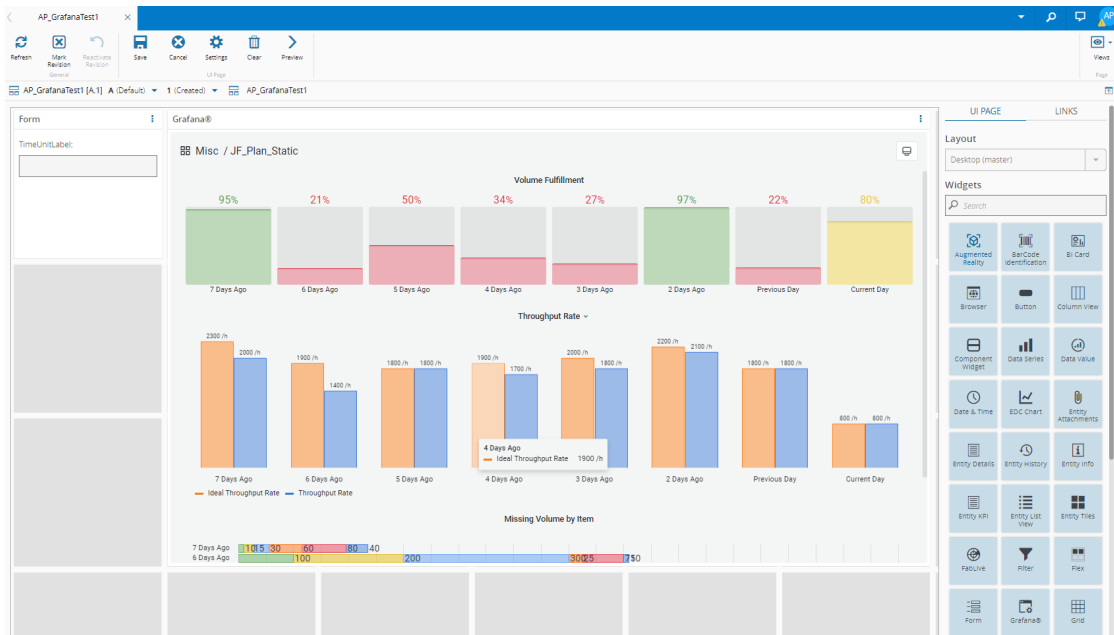 AP_GrafanaTest1
AP
Refresh
Mark Revision
Reactivate Revision
Save
Cancel
Settings
Clear
Preview
Views
General
UI Page
Page
AP_GrafanaTest1 [A.1] A (Default) 1 (Created) AP_GrafanaTest1
Form
TimeUnitLabel:
Grafana®
Misc / JF_Plan_Static
Volume Fulfillment
95% 21% 50% 34% 27% 97% 22% 80%
7 Days Ago 6 Days Ago 5 Days Ago 4 Days Ago 3 Days Ago 2 Days Ago Previous Day Current Day
Throughput Rate
2300 /h 2000 /h 1900 /h 1400 /h 1800 /h 1800 /h 1900 /h 1700 /h 2000 /h 1800 /h 2200 /h 2100 /h 1800 /h 1800 /h 800 /h 800 /h
4 Days Ago
Ideal Throughput Rate 1900 /h
7 Days Ago 6 Days Ago 5 Days Ago 4 Days Ago 3 Days Ago 2 Days Ago Previous Day Current Day
Ideal Throughput Rate Throughput Rate
Missing Volume by Item
7 Days Ago 10 15 30 60 80 40
6 Days Ago 100 200 300 25
UI PAGE LINKS
Layout
Desktop (master)
Widgets
Search
Augmented Reality
BarCode Identification
BI Card
Browser
Button
Column View
Component Widget
Data Series
Data Value
Date & Time
EDC Chart
Entity Attachments
Entity Details
Entity History
Entity Info
Entity KPI
Entity List View
Entity Tiles
FabLive
Filter
Flex
Form
Grafana®
Grid